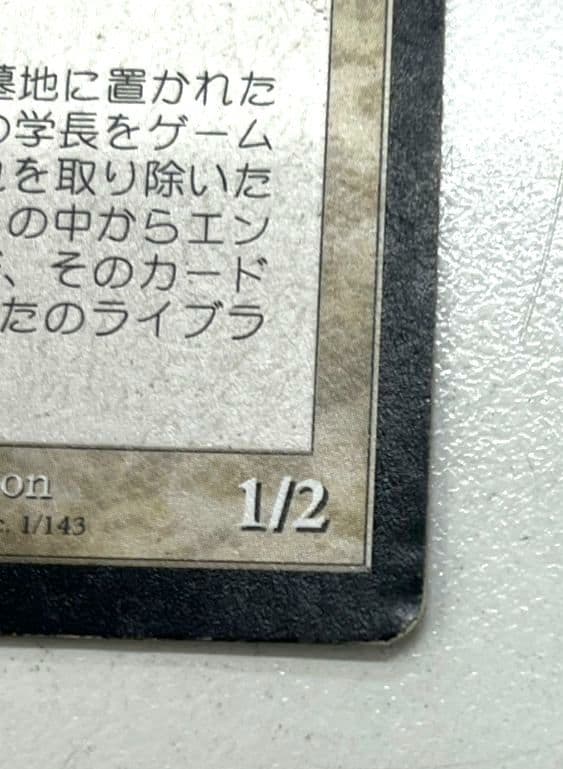 墓地に置かれた
の学長をゲーム
れを取り除いた
の中からエン
、そのカード
たのライブラ
on
c. 1/143
1/2